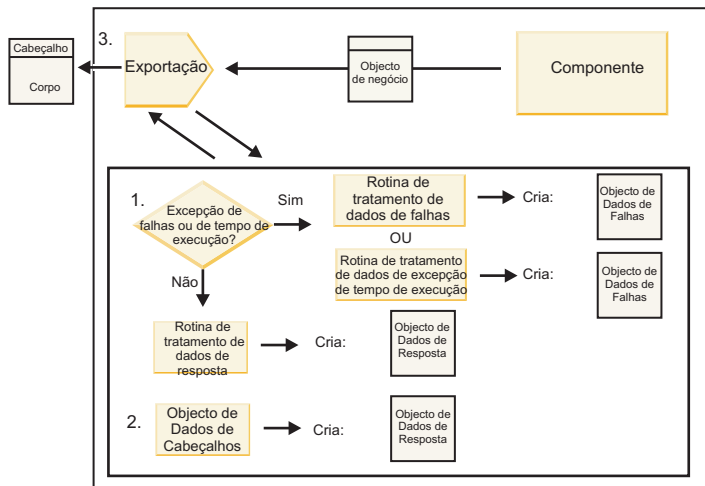 Cabeçalho
Corpo
3.
Exportação
Objecto
de negócio
Componente
1.
Excepção de
falhas ou de tempo de
execução?
Sim
Rotina de
tratamento de
dados de falhas
Cria:
Objecto de
Dados de
Falhas
OU
Rotina de tratamento
de dados de excepção
de tempo de execução
Cria:
Objecto de
Dados de
Falhas
Não
Rotina de
tratamento de
dados de
resposta
Cria:
Objecto de
Dados de
Resposta
2.
Objecto de
Dados de
Cabeçalhos
Cria:
Objecto de
Dados de
Resposta